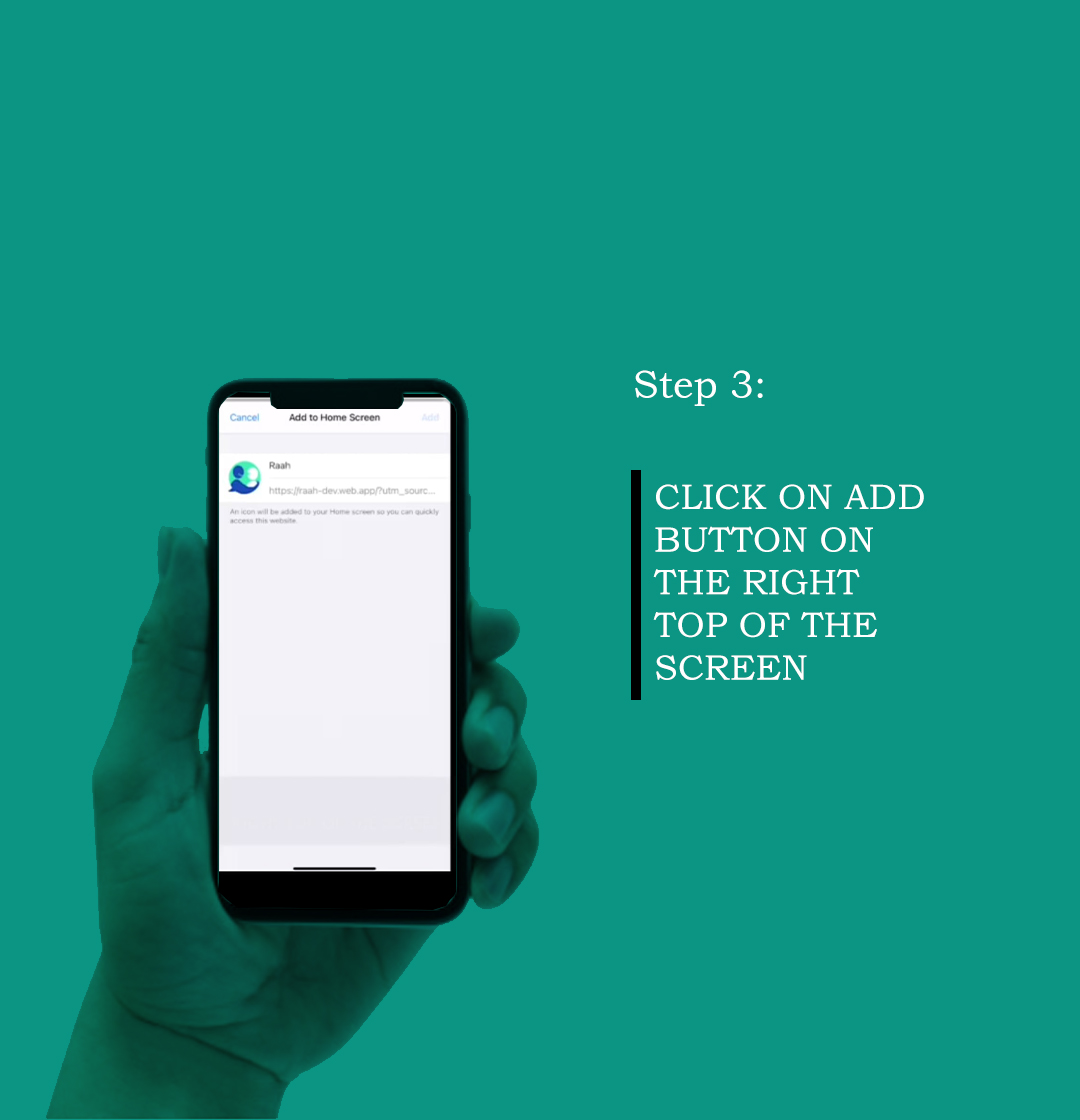 Step 3:
CLICK ON ADD
BUTTON ON
THE RIGHT
TOP OF THE
SCREEN
Cancel Add to Home Screen Add
Raah
https://raah-dev.web.app/?utm_sourc...
An icon will be added to your Home screen so you can quickly
access this website.